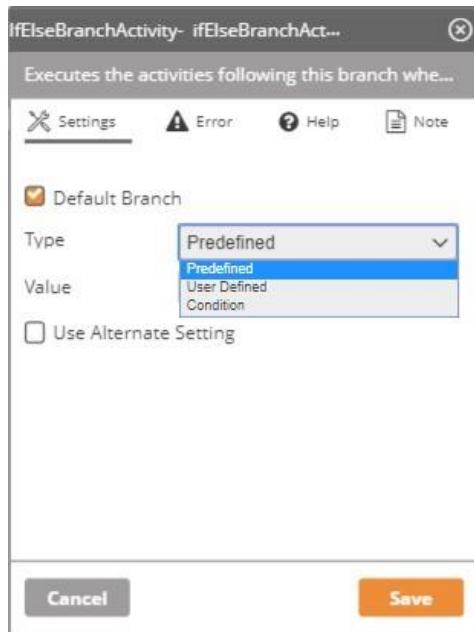 IfElseBranchActivity- ifElseBranchAct...
Executes the activities following this branch whe...
Settings Error Help Note
Default Branch
Type Predefined
Predefined
Value User Defined
Condition
Use Alternate Setting
Cancel Save